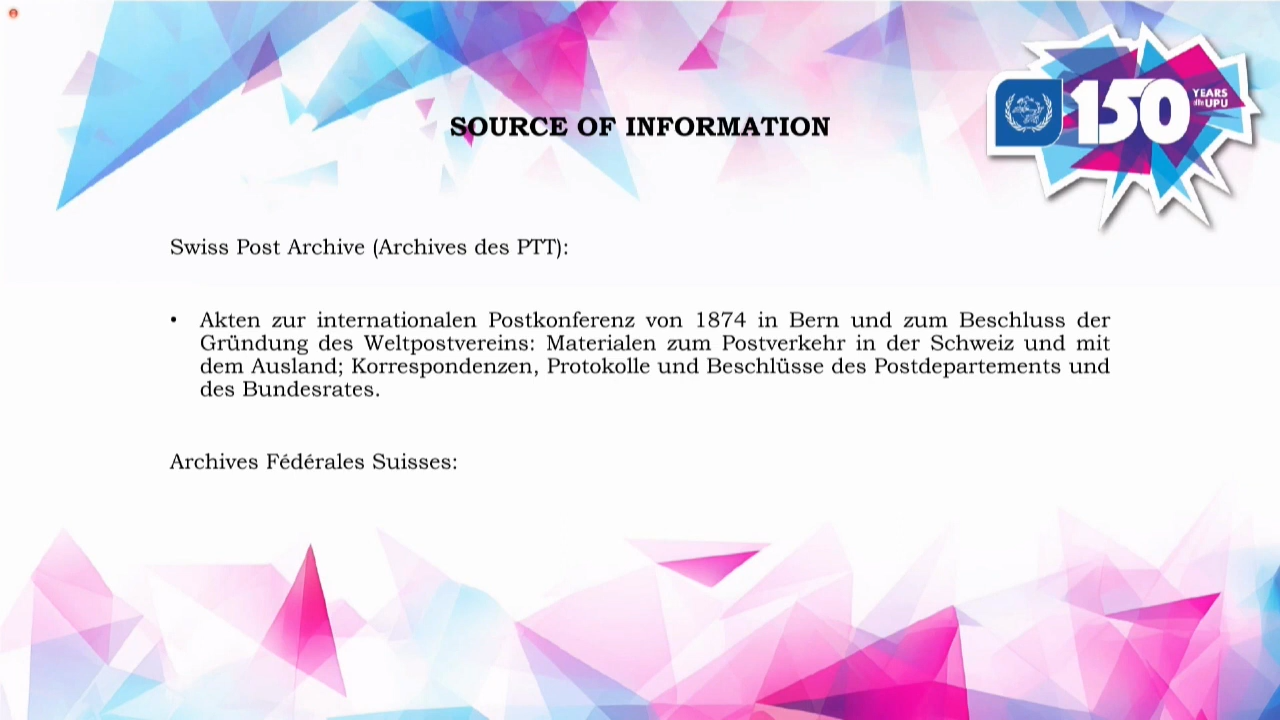 SOURCE OF INFORMATION
150
YEARS
of the UPU
Swiss Post Archive (Archives des PTT):
• Akten zur internationalen Postkonferenz von 1874 in Bern und zum Beschluss der
Gründung des Weltpostvereins: Materialen zum Postverkehr in der Schweiz und mit
dem Ausland; Korrespondenzen, Protokolle und Beschlüsse des Postdepartements und
des Bundesrates.
Archives Fédérales Suisses: